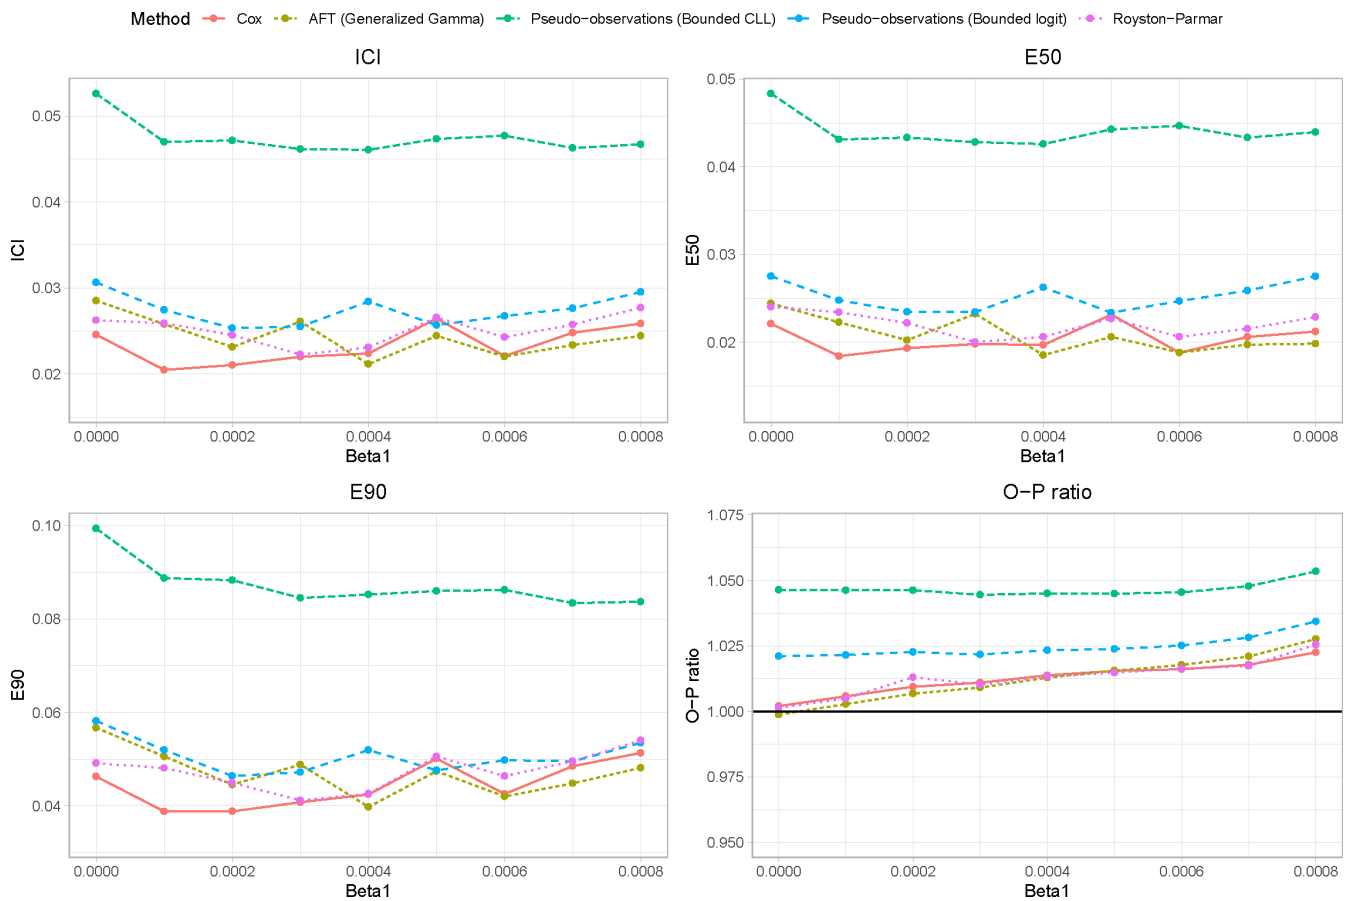 Method Cox AFT (Generalized Gamma) Pseudo−observations (Bounded CLL) Pseudo−observations (Bounded logit) Royston−Parmar
ICI
0.05
0.04
0.03
0.02
ICI
0.0000 0.0002 0.0004 0.0006 0.0008
Beta1
E50
0.05
0.04
0.03
0.02
E50
0.0000 0.0002 0.0004 0.0006 0.0008
Beta1
E90
0.10
0.08
0.06
0.04
E90
0.0000 0.0002 0.0004 0.0006 0.0008
Beta1
O−P ratio
1.075
1.050
1.025
1.000
0.975
0.950
O−P ratio
0.0000 0.0002 0.0004 0.0006 0.0008
Beta1